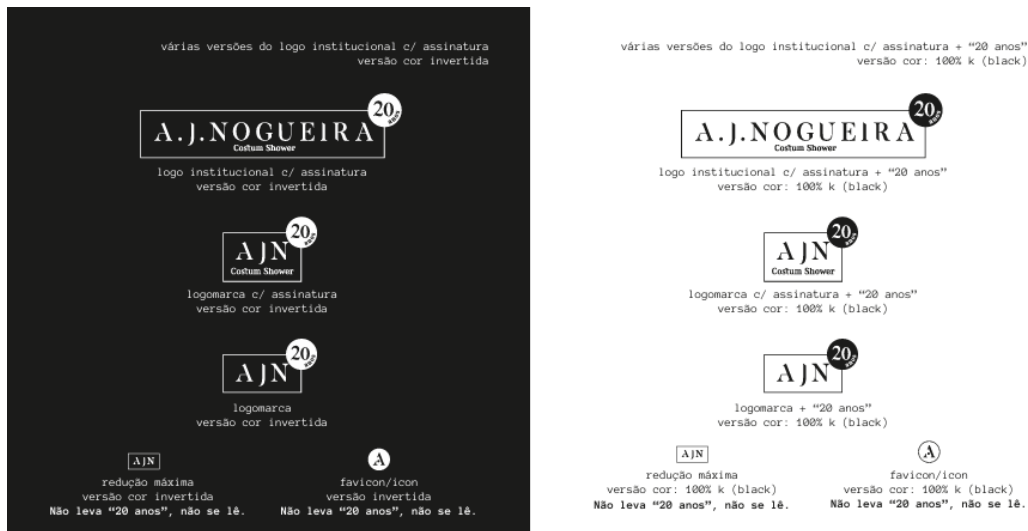 várias versões do logo institucional c/ assinatura
versão cor invertida
20
anos
A.J.NOGUEIRA
Costum Shower
logo institucional c/ assinatura
versão cor invertida
20
anos
AJN
Costum Shower
logomarca c/ assinatura
versão cor invertida
20
anos
AJN
logomarca
versão cor invertida
AJN
redução máxima
versão cor invertida
Não leva “20 anos”, não se lê.
A
favicon/icon
versão invertida
Não leva “20 anos”, não se lê.
várias versões do logo institucional c/ assinatura + “20 anos”
versão cor: 100% k (black)
20
anos
A.J.NOGUEIRA
Costum Shower
logo institucional c/ assinatura + “20 anos”
versão cor: 100% k (black)
20
anos
AJN
Costum Shower
logomarca c/ assinatura + “20 anos”
versão cor: 100% k (black)
20
anos
AJN
logomarca + “20 anos”
versão cor: 100% k (black)
AJN
redução máxima
versão cor: 100% k (black)
Não leva “20 anos”, não se lê.
A
favicon/icon
versão cor: 100% k (black)
Não leva “20 anos”, não se lê.